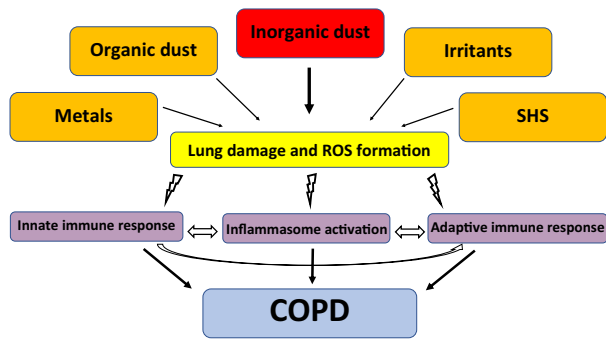 Inorganic dust
Organic dust
Irritants
Metals
SHS
Lung damage and ROS formation
Innate immune response
Inflammasome activation
Adaptive immune response
COPD